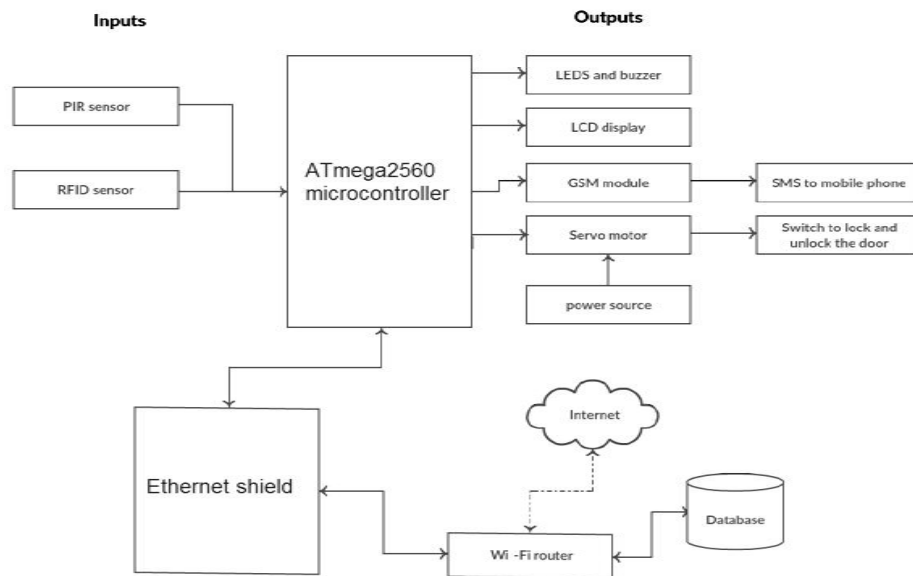 Inputs
Outputs
PIR sensor
RFID sensor
ATmega2560
microcontroller
LEDS and buzzer
LCD display
GSM module
SMS to mobile phone
Servo motor
Switch to lock and
unlock the door
power source
Ethernet shield
Internet
Wi -Fi router
Database